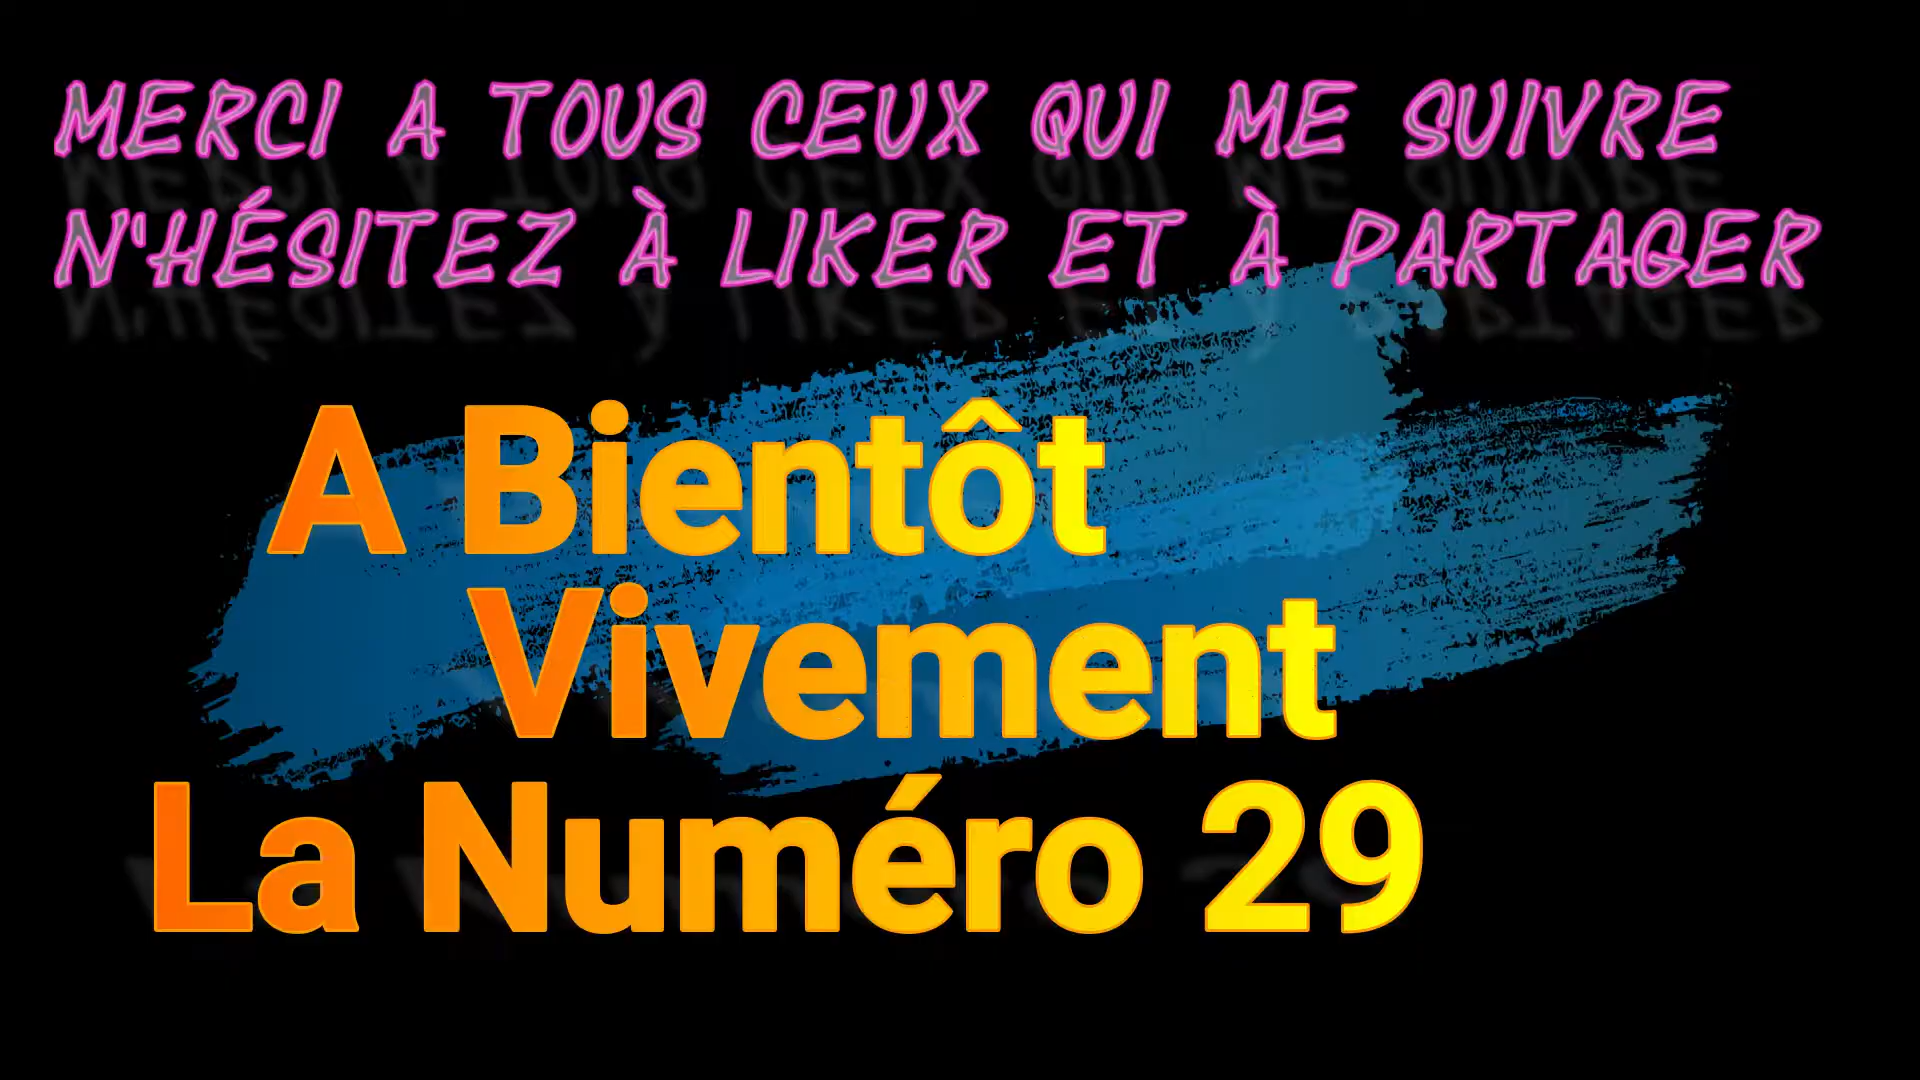 MERCI A TOUS CEUX QUI ME SUIVRE
N'HÉSITEZ À LIKER ET À PARTAGER
A Bientôt
Vivement
La Numéro 29